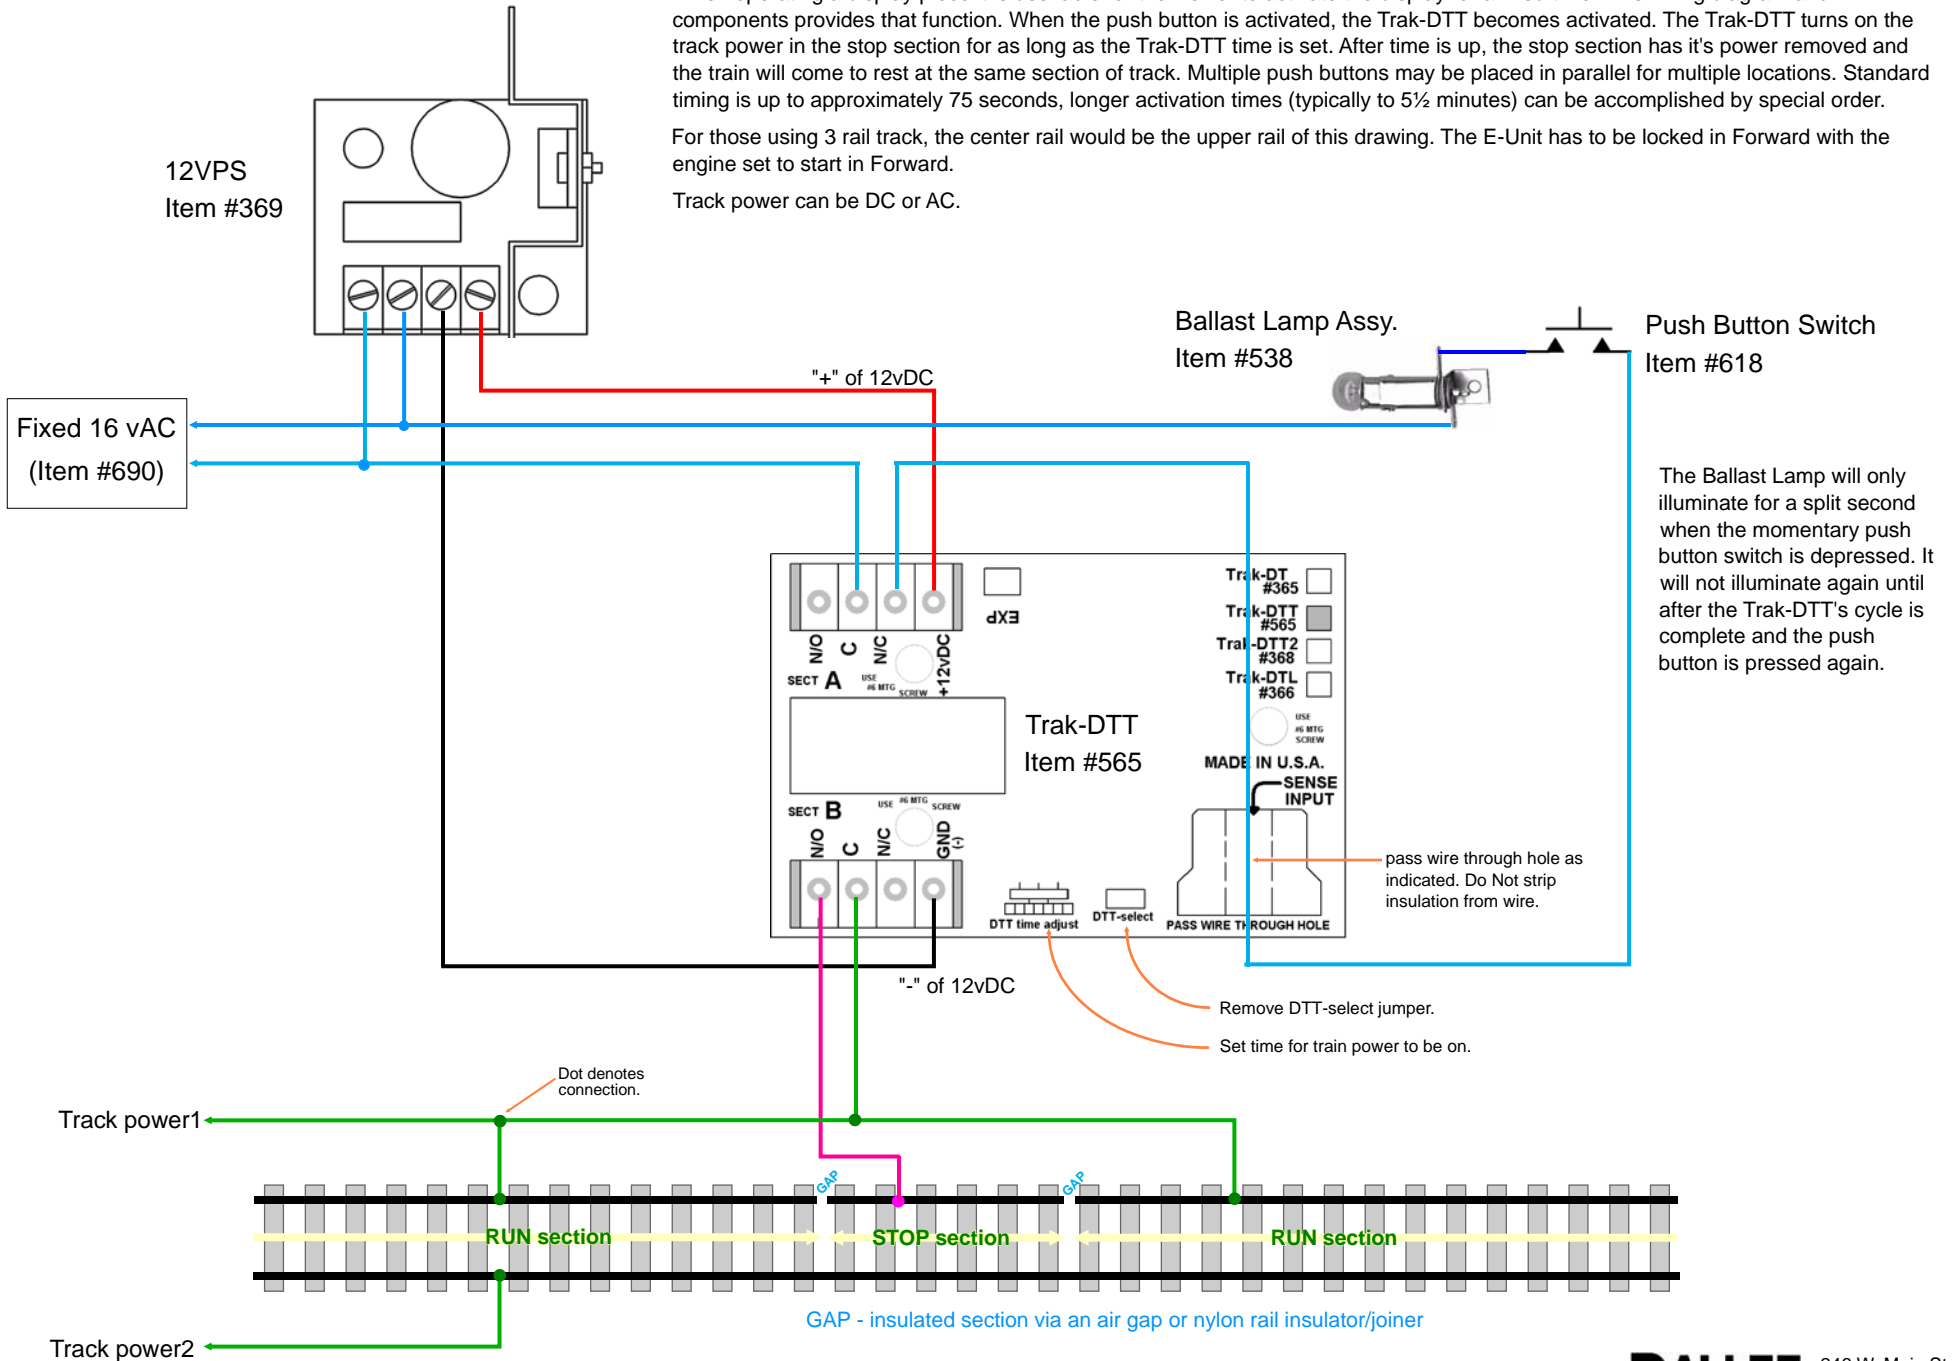 components provides that function. When the push button is activated, the Trak-DTT becomes activated. The Trak-DTT turns on the
track power in the stop section for as long as the Trak-DTT time is set. After time is up, the stop section has it's power removed and
the train will come to rest at the same section of track. Multiple push buttons may be placed in parallel for multiple locations. Standard
timing is up to approximately 75 seconds, longer activation times (typically to 5½ minutes) can be accomplished by special order.
For those using 3 rail track, the center rail would be the upper rail of this drawing. The E-Unit has to be locked in Forward with the
engine set to start in Forward.
Track power can be DC or AC.
12VPS
Item #369
Ballast Lamp Assy.
Item #538
Push Button Switch
Item #618
"+" of 12vDC
Fixed 16 vAC
(Item #690)
The Ballast Lamp will only
illuminate for a split second
when the momentary push
button switch is depressed. It
will not illuminate again until
after the Trak-DTT's cycle is
complete and the push
button is pressed again.
EXP
Trak-DT
#365
Trak-DTT
#565
Trak-DTT2
#368
Trak-DTL
#366
N/O
C
N/C
+12vDC
SECT A
USE
#6 MTG
SCREW
Trak-DTT
Item #565
USE
#6 MTG
SCREW
MADE IN U.S.A.
SENSE
INPUT
SECT B
USE #6 MTG SCREW
N/O
C
N/C
GND
(-)
pass wire through hole as
indicated. Do Not strip
insulation from wire.
DTT time adjust
DTT-select
PASS WIRE THROUGH HOLE
"-" of 12vDC
Remove DTT-select jumper.
Set time for train power to be on.
Dot denotes
connection.
Track power1
GAP
GAP
RUN section
STOP section
RUN section
GAP - insulated section via an air gap or nylon rail insulator/joiner
Track power2